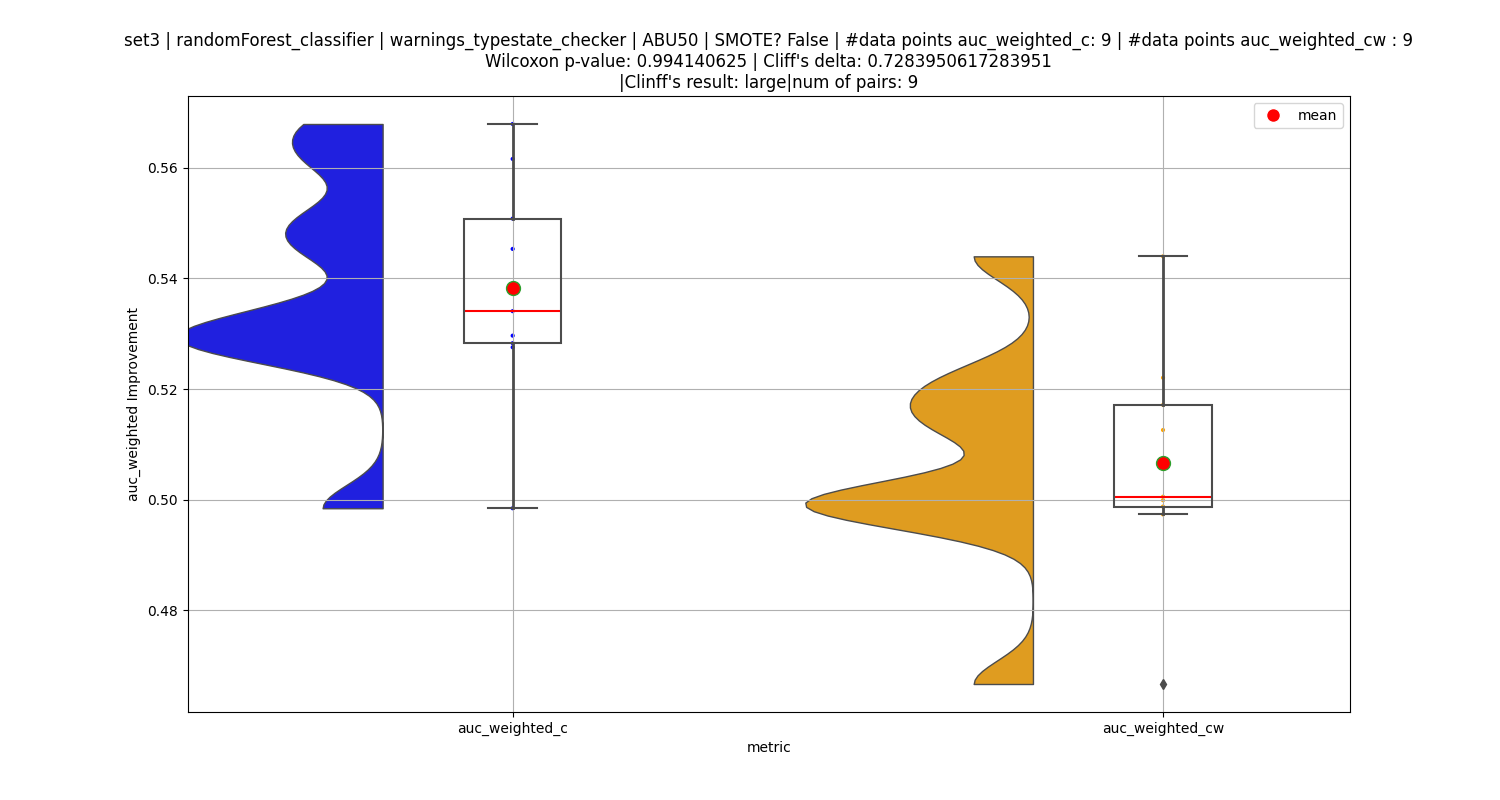 set3 | randomForest_classifier | warnings_typestate_checker | ABU50 | SMOTE? False | #data points auc_weighted_c: 9 | #data points auc_weighted_cw : 9
Wilcoxon p-value: 0.994140625 | Cliff's delta: 0.7283950617283951
|Clinff's result: large|num of pairs: 9
mean
0.56
0.54
0.52
0.50
0.48
auc_weighted Improvement
auc_weighted_c
auc_weighted_cw
metric